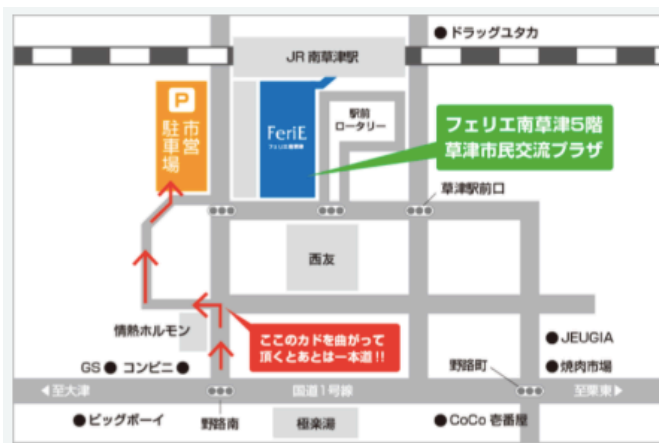 ドラッグユタカ
JR 南草津駅
P
市営
駐車場
FeriE
フェリエ南草津
駅前
ロータリー
フェリエ南草津5階
草津市民交流プラザ
草津駅前口
西友
情熱ホルモン
ここのカドを曲がって
頂くとあとは一本道!!
JEUGIA
GS
コンビニ
野路町
焼肉市場
◀至大津
国道1号線
至栗東▶
ビッグボーイ
野路南
極楽湯
CoCo 壱番屋